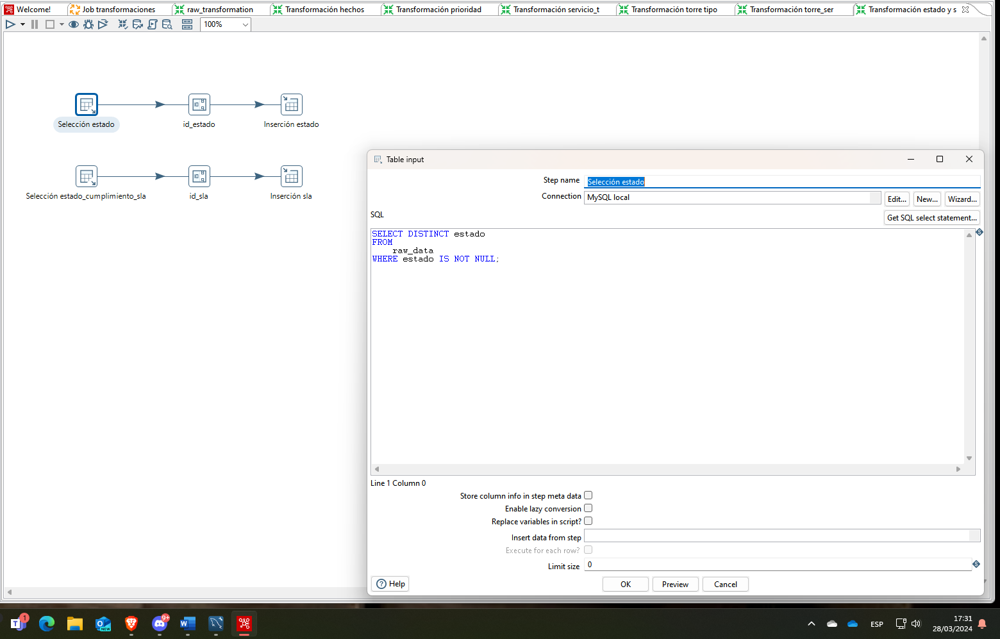 Welcome!
Job transformaciones
raw_transformation
Transformación hechos
Transformación prioridad
Transformación servicio_t
Transformación torre tipo
Transformación torre_ser
Transformación estado y s
100%
Selección estado
id_estado
Inserción estado
Selección estado_cumplimiento_sla
id_sla
Inserción sla
Table input
Step name Selección estado
Connection MySQL local
Edit... New... Wizard...
SQL
Get SQL select statement...
SELECT DISTINCT estado
FROM
raw_data
WHERE estado IS NOT NULL;
Line 1 Column 0
Store column info in step meta data
Enable lazy conversion
Replace variables in script?
Insert data from step
Execute for each row?
Limit size 0
Help
OK
Preview
Cancel
1
NEW
9+
ESP
17:31
28/03/2024